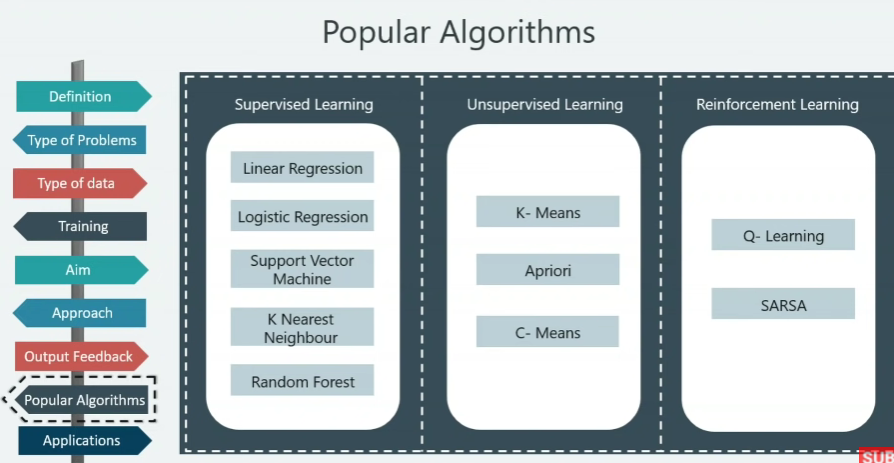 Popular Algorithms
Definition
Type of Problems
Type of data
Training
Aim
Approach
Output Feedback
Popular Algorithms
Applications
Supervised Learning
Linear Regression
Logistic Regression
Support Vector
Machine
K Nearest
Neighbour
Random Forest
Unsupervised Learning
K- Means
Apriori
C- Means
Reinforcement Learning
Q- Learning
SARSA